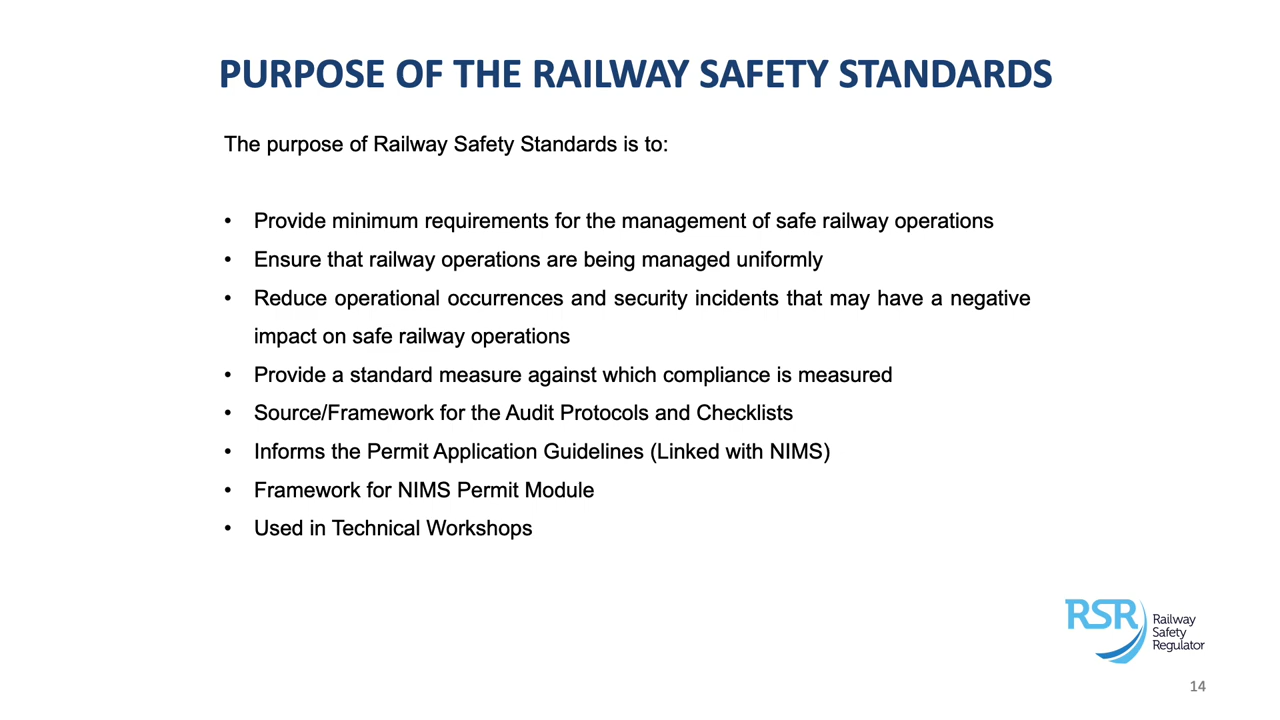 PURPOSE OF THE RAILWAY SAFETY STANDARDS
The purpose of Railway Safety Standards is to:
• Provide minimum requirements for the management of safe railway operations
• Ensure that railway operations are being managed uniformly
• Reduce operational occurrences and security incidents that may have a negative
impact on safe railway operations
• Provide a standard measure against which compliance is measured
• Source/Framework for the Audit Protocols and Checklists
• Informs the Permit Application Guidelines (Linked with NIMS)
• Framework for NIMS Permit Module
• Used in Technical Workshops
RSR
Railway
Safety
Regulator
14